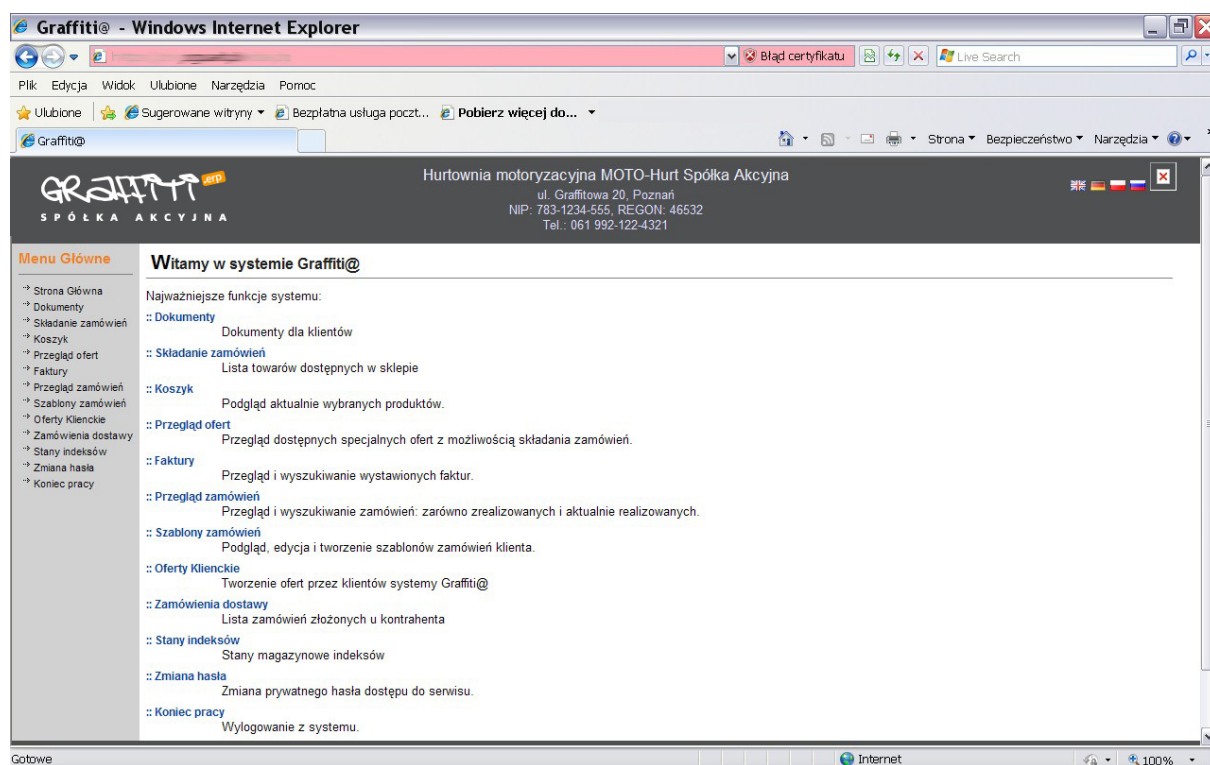 Graffiti@ - Windows Internet Explorer
Błąd certyfikatu
Live Search
Plik Edycja Widok Ulubione Narzędzia Pomoc
Ulubione Sugerowane witryny Bezpłatna usługa poczt... Pobierz więcej do...
Graffiti@
Strona Bezpieczeństwo Narzędzia
GRAFFITI .erp
SPÓŁKA AKCYJNA
Hurtownia motoryzacyjna MOTO-Hurt Spółka Akcyjna
ul. Graffitowa 20, Poznań
NIP: 783-1234-555, REGON: 46532
Tel.: 061 992-122-4321
Menu Główne
Strona Główna
Dokumenty
Składanie zamówień
Koszyk
Przegląd ofert
Faktury
Przegląd zamówień
Szablony zamówień
Oferty Klienckie
Zamówienia dostawy
Stany indeksów
Zmiana hasła
Koniec pracy
Witamy w systemie Graffiti@
Najważniejsze funkcje systemu:
:: Dokumenty
Dokumenty dla klientów
:: Składanie zamówień
Lista towarów dostępnych w sklepie
:: Koszyk
Podgląd aktualnie wybranych produktów.
:: Przegląd ofert
Przegląd dostępnych specjalnych ofert z możliwością składania zamówień.
:: Faktury
Przegląd i wyszukiwanie wystawionych faktur.
:: Przegląd zamówień
Przegląd i wyszukiwanie zamówień: zarówno zrealizowanych i aktualnie realizowanych.
:: Szablony zamówień
Podgląd, edycja i tworzenie szablonów zamówień klienta.
:: Oferty Klienckie
Tworzenie ofert przez klientów systemy Graffiti@
:: Zamówienia dostawy
Lista zamówień złożonych u kontrahenta
:: Stany indeksów
Stany magazynowe indeksów
:: Zmiana hasła
Zmiana prywatnego hasła dostępu do serwisu.
:: Koniec pracy
Wylogowanie z systemu.
Gotowe
Internet
100%